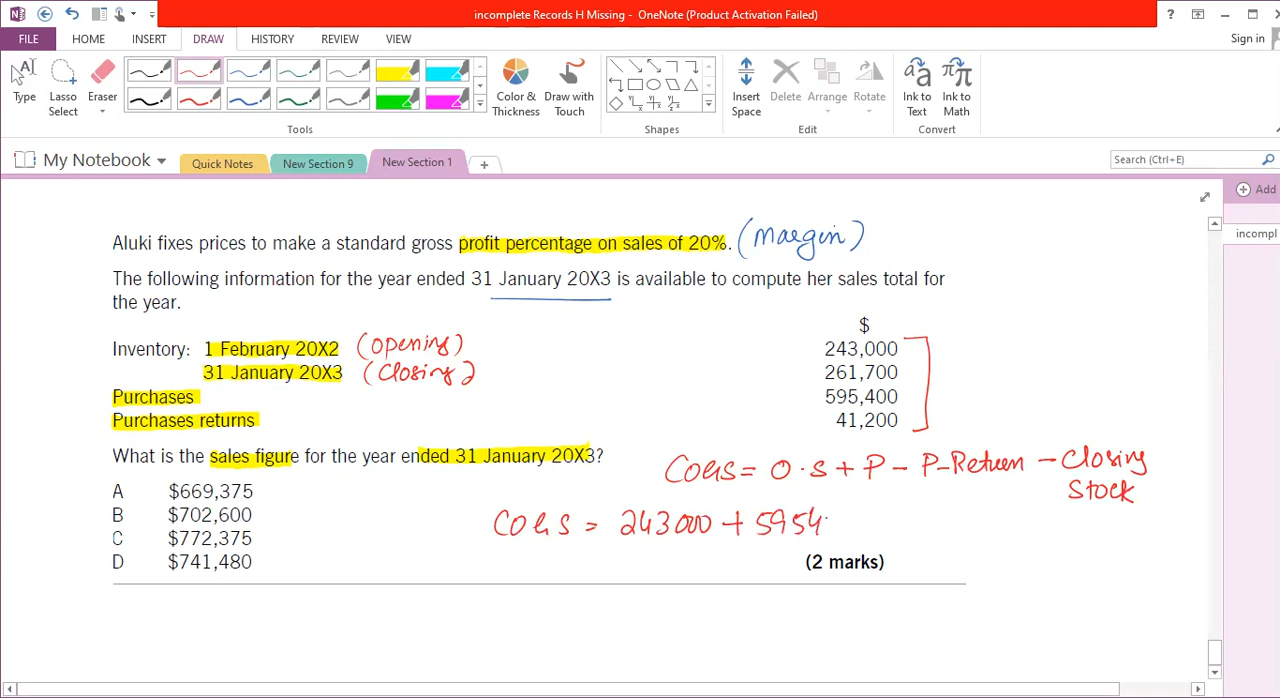 incomplete Records H Missing - OneNote (Product Activation Failed)
FILE HOME INSERT DRAW HISTORY REVIEW VIEW
Sign in
Type
Lasso Select
Eraser
Color & Thickness
Draw with Touch
Insert Space
Delete
Arrange
Rotate
Ink to Text
Ink to Math
Tools
Shapes
Edit
Convert
My Notebook
Quick Notes
New Section 9
New Section 1
Search (Ctrl+E)
Add
incompl
Aluki fixes prices to make a standard gross profit percentage on sales of 20%. (Margin)
The following information for the year ended 31 January 20X3 is available to compute her sales total for
the year.
$
Inventory: 1 February 20X2 (opening) 243,000
31 January 20X3 (closing) 261,700
Purchases 595,400
Purchases returns 41,200
What is the sales figure for the year ended 31 January 20X3?
COGS = O.S + P - P-Return - Closing
Stock
A $669,375
B $702,600
C $772,375
D $741,480
COGS = 243000 + 5954
(2 marks)